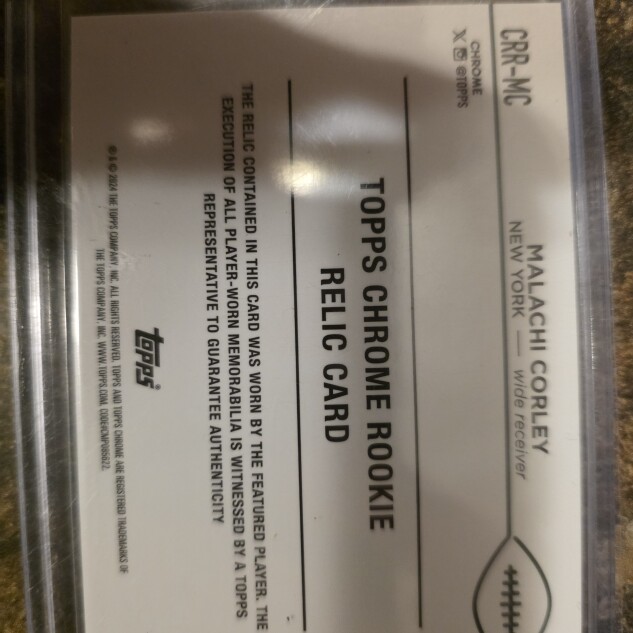 CRR-MC
CHROME
@TOPPS
MALACHI CORLEY
NEW YORK — wide receiver
TOPPS CHROME ROOKIE
RELIC CARD
THE RELIC CONTAINED IN THIS CARD WAS WORN BY THE FEATURED PLAYER. THE
EXECUTION OF ALL PLAYER-WORN MEMORABILIA IS WITNESSED BY A TOPPS
REPRESENTATIVE TO GUARANTEE AUTHENTICITY
topps
® & © 2024 THE TOPPS COMPANY, INC. ALL RIGHTS RESERVED. TOPPS AND TOPPS CHROME ARE REGISTERED TRADEMARKS OF
THE TOPPS COMPANY, INC. WWW.TOPPS.COM.